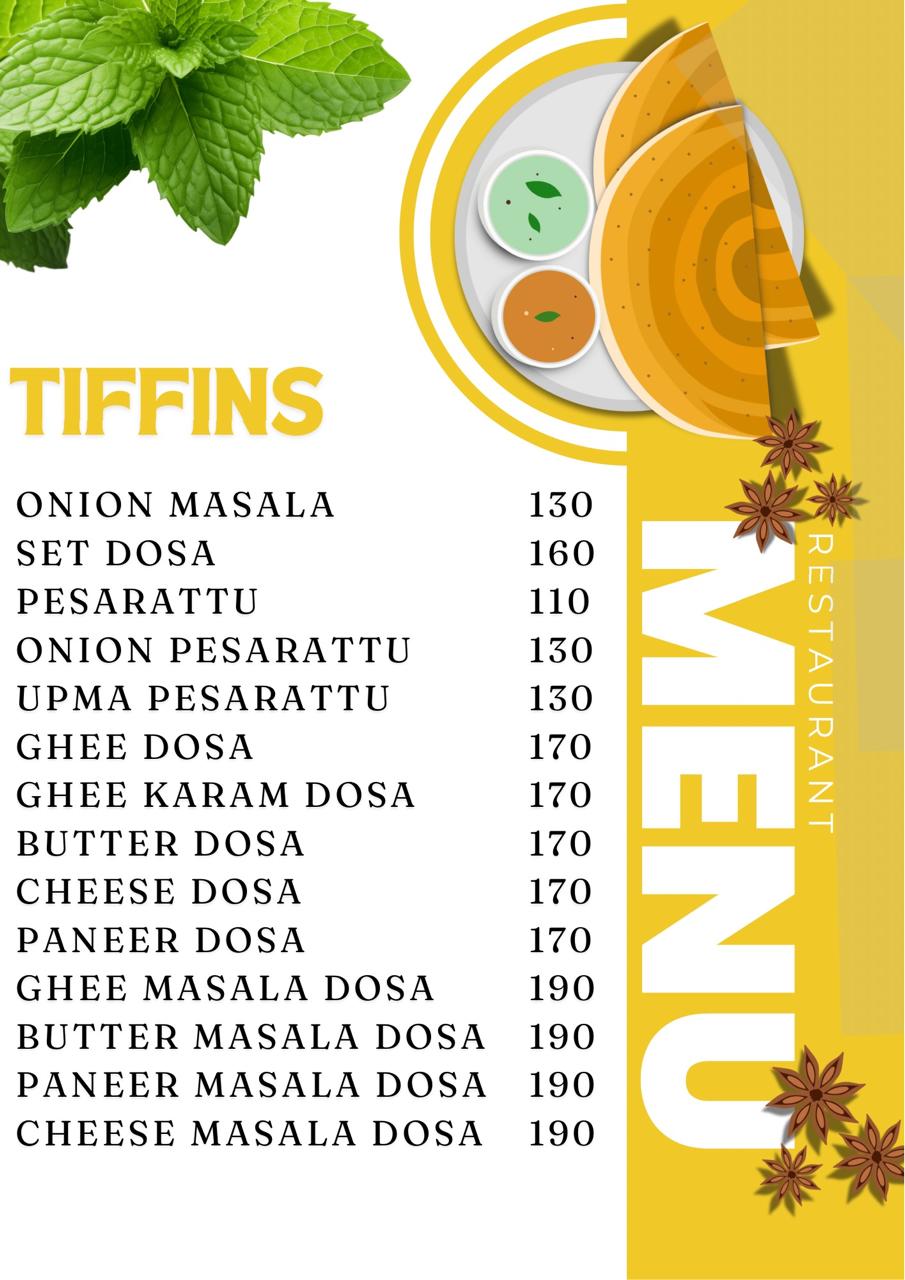 TIFFINS
ONION MASALA 130
SET DOSA 160
PESARATTU 110
ONION PESARATTU 130
UPMA PESARATTU 130
GHEE DOSA 170
GHEE KARAM DOSA 170
BUTTER DOSA 170
CHEESE DOSA 170
PANEER DOSA 170
GHEE MASALA DOSA 190
BUTTER MASALA DOSA 190
PANEER MASALA DOSA 190
CHEESE MASALA DOSA 190
RESTAURANT
MENU